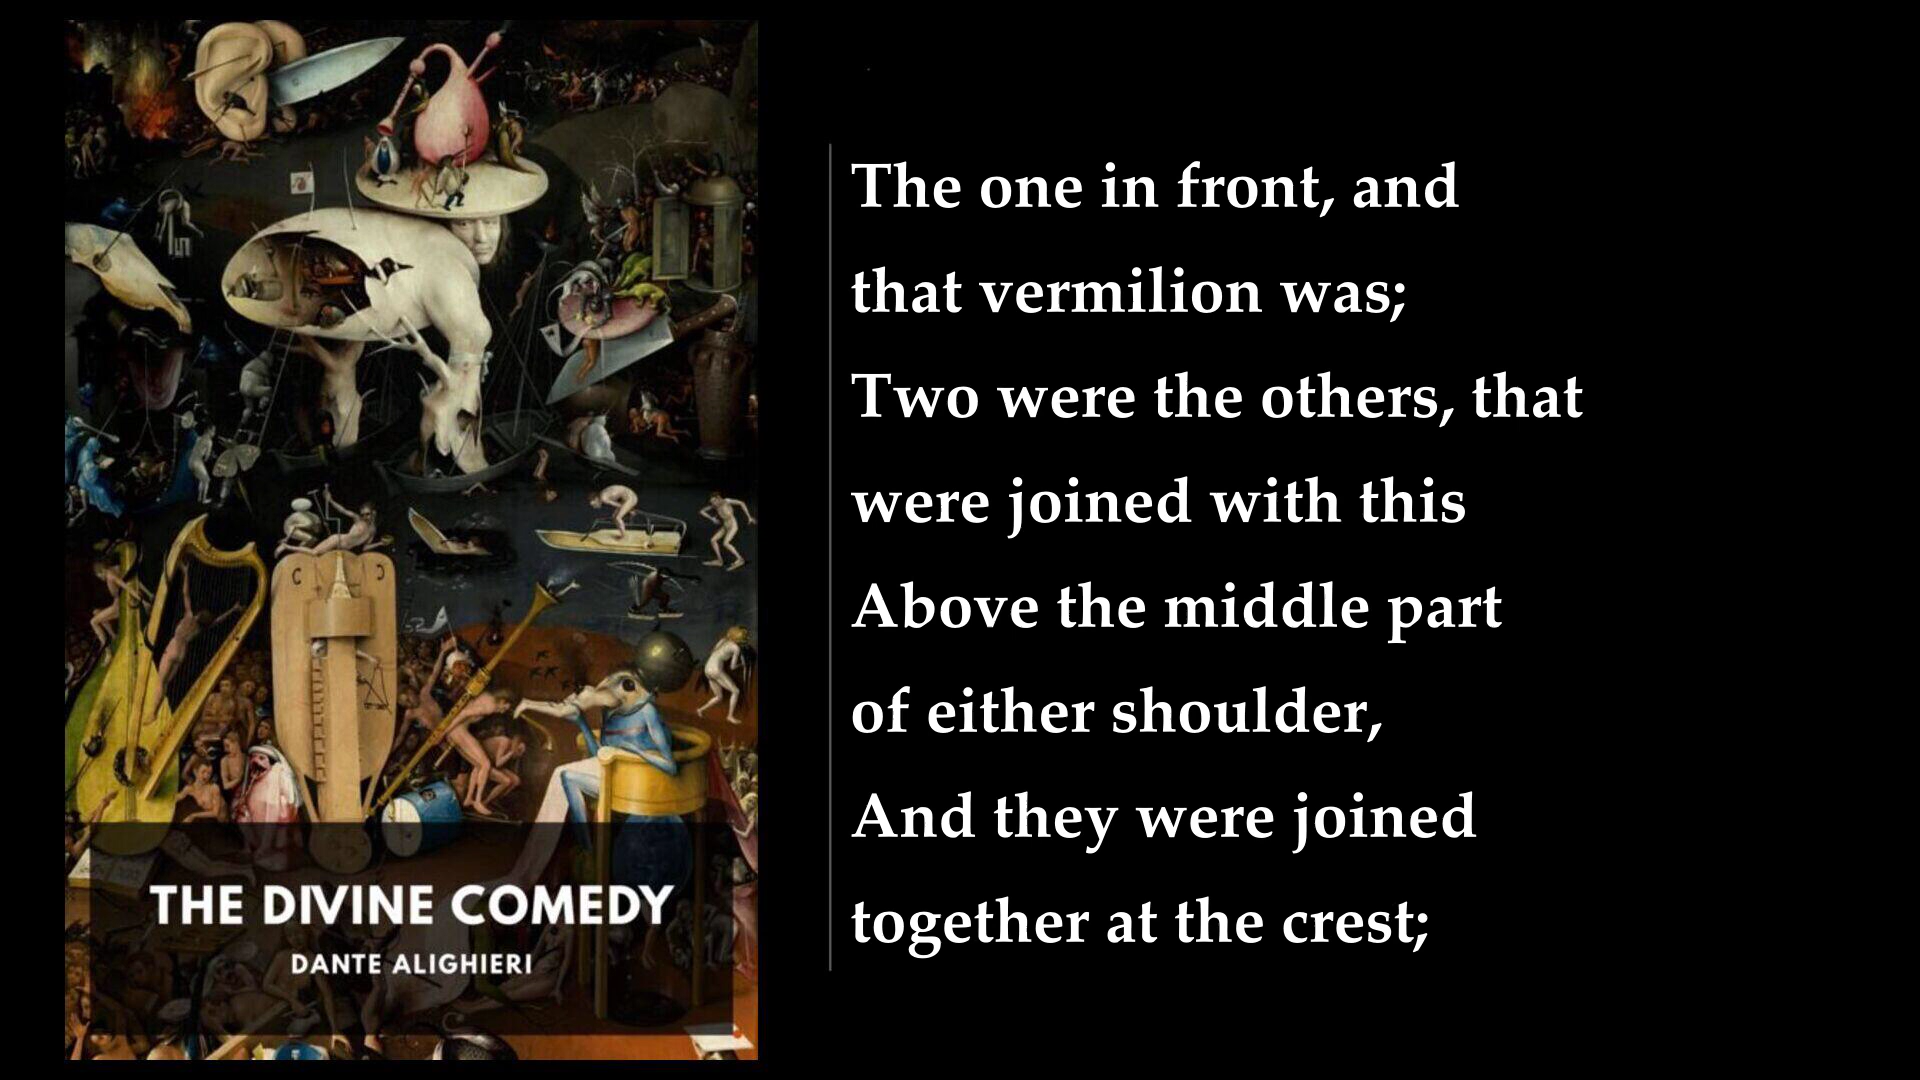 THE DIVINE COMEDY
DANTE ALIGHIERI
The one in front, and
that vermilion was;
Two were the others, that
were joined with this
Above the middle part
of either shoulder,
And they were joined
together at the crest;